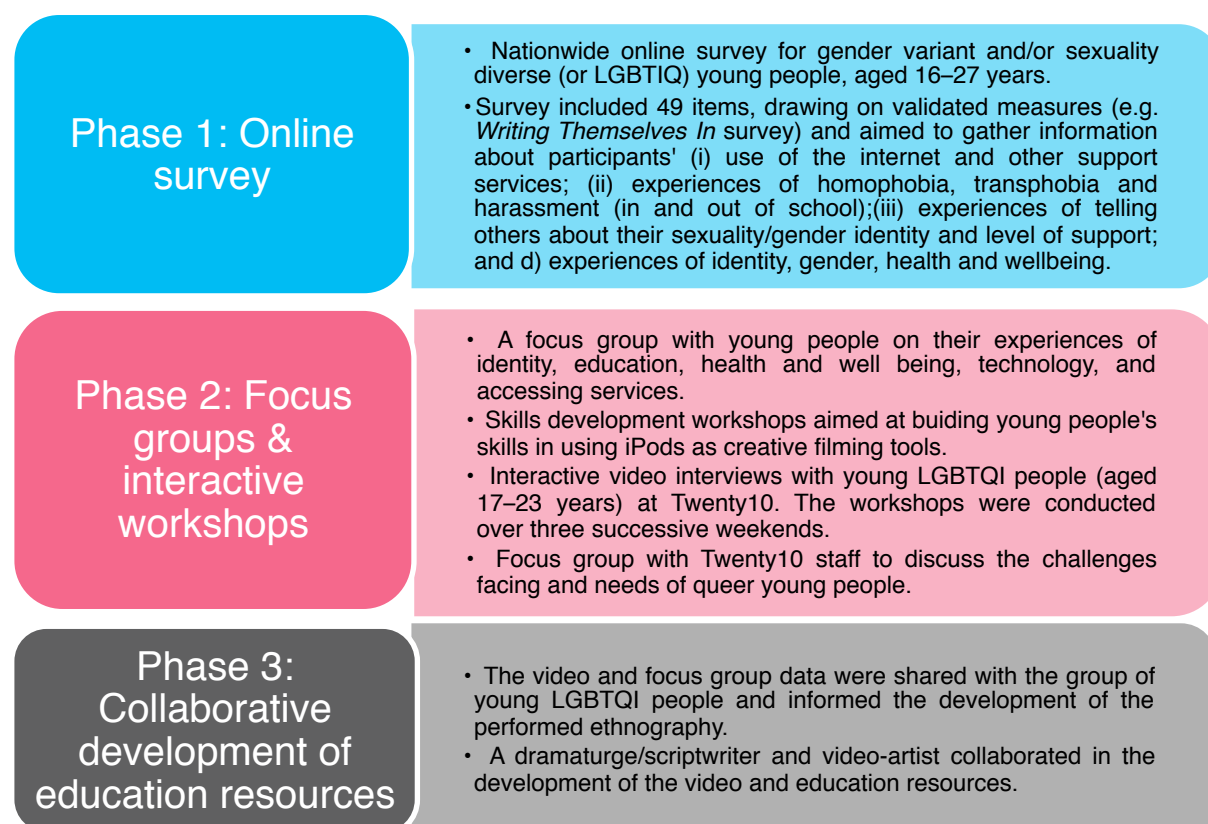 Phase 1: Online
survey
• Nationwide online survey for gender variant and/or sexuality
diverse (or LGBTIQ) young people, aged 16–27 years.
• Survey included 49 items, drawing on validated measures (e.g.
Writing Themselves In survey) and aimed to gather information
about participants' (i) use of the internet and other support
services; (ii) experiences of homophobia, transphobia and
harassment (in and out of school);(iii) experiences of telling
others about their sexuality/gender identity and level of support;
and d) experiences of identity, gender, health and wellbeing.
Phase 2: Focus
groups &
interactive
workshops
• A focus group with young people on their experiences of
identity, education, health and well being, technology, and
accessing services.
• Skills development workshops aimed at buiding young people's
skills in using iPods as creative filming tools.
• Interactive video interviews with young LGBTQI people (aged
17–23 years) at Twenty10. The workshops were conducted
over three successive weekends.
• Focus group with Twenty10 staff to discuss the challenges
facing and needs of queer young people.
Phase 3:
Collaborative
development of
education resources
• The video and focus group data were shared with the group of
young LGBTQI people and informed the development of the
performed ethnography.
• A dramaturge/scriptwriter and video-artist collaborated in the
development of the video and education resources.